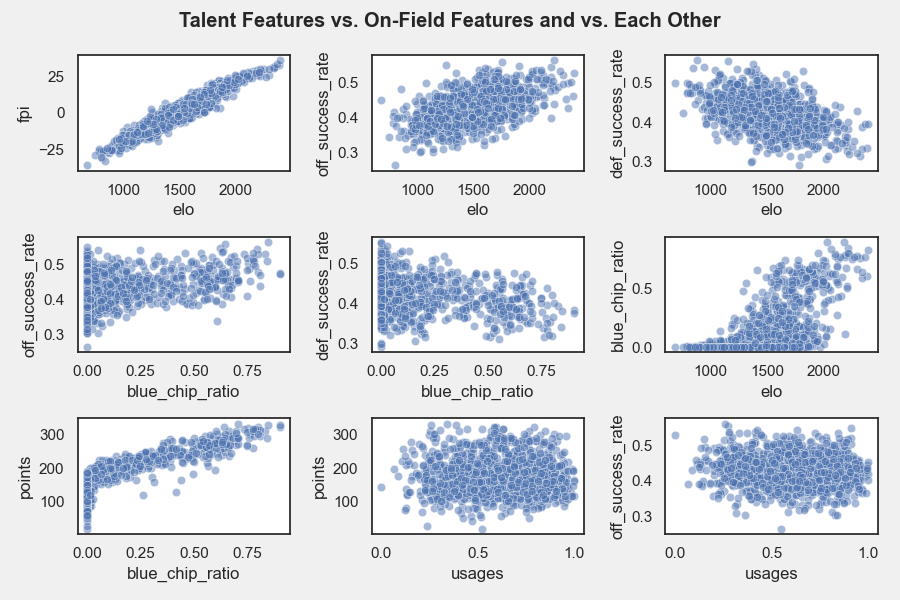 Talent Features vs. On-Field Features and vs. Each Other
fpi
25
0
−25
1000 1500 2000
elo
off_success_rate
0.5
0.4
0.3
1000 1500 2000
elo
def_success_rate
0.5
0.4
0.3
1000 1500 2000
elo
off_success_rate
0.5
0.4
0.3
0.00 0.25 0.50 0.75
blue_chip_ratio
def_success_rate
0.5
0.4
0.3
0.00 0.25 0.50 0.75
blue_chip_ratio
blue_chip_ratio
0.5
0.0
1000 1500 2000
elo
points
300
200
100
0.00 0.25 0.50 0.75
blue_chip_ratio
points
300
200
100
0.0 0.5 1.0
usages
off_success_rate
0.5
0.4
0.3
0.0 0.5 1.0
usages